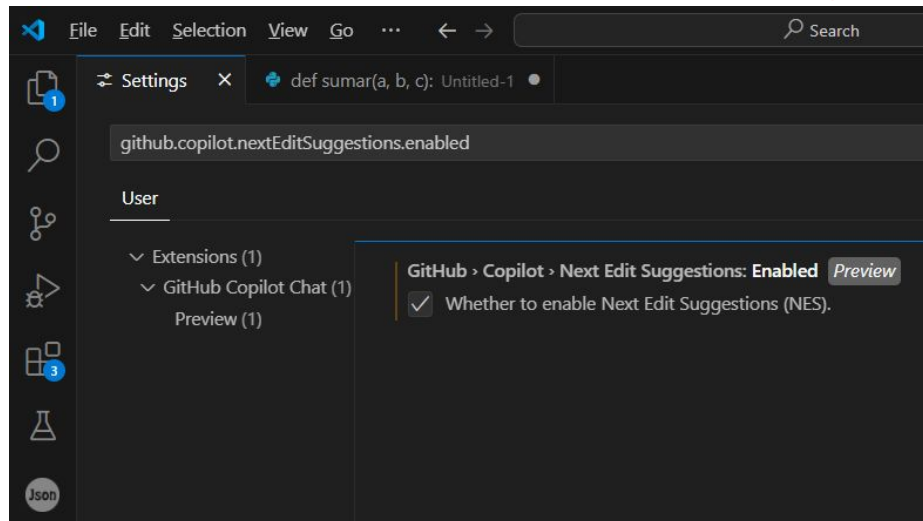 File Edit Selection View Go ··· ← → Search
Settings × def sumar(a, b, c): Untitled-1 ●
1
github.copilot.nextEditSuggestions.enabled
User
Extensions (1)
GitHub Copilot Chat (1)
Preview (1)
GitHub › Copilot › Next Edit Suggestions: Enabled Preview
Whether to enable Next Edit Suggestions (NES).
3
Json